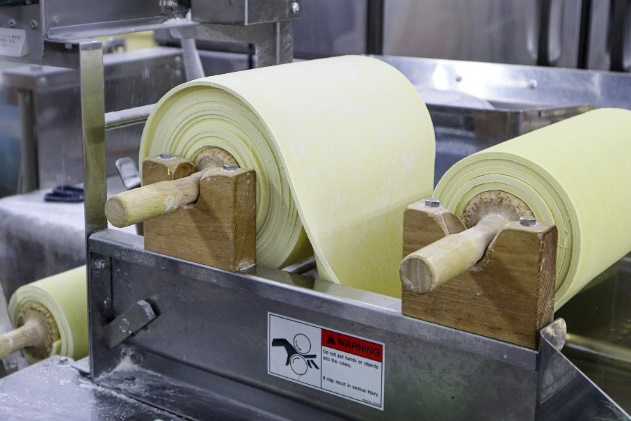 WARNING
Do not put hands or objects
into the rollers.
It may result in serious injury.